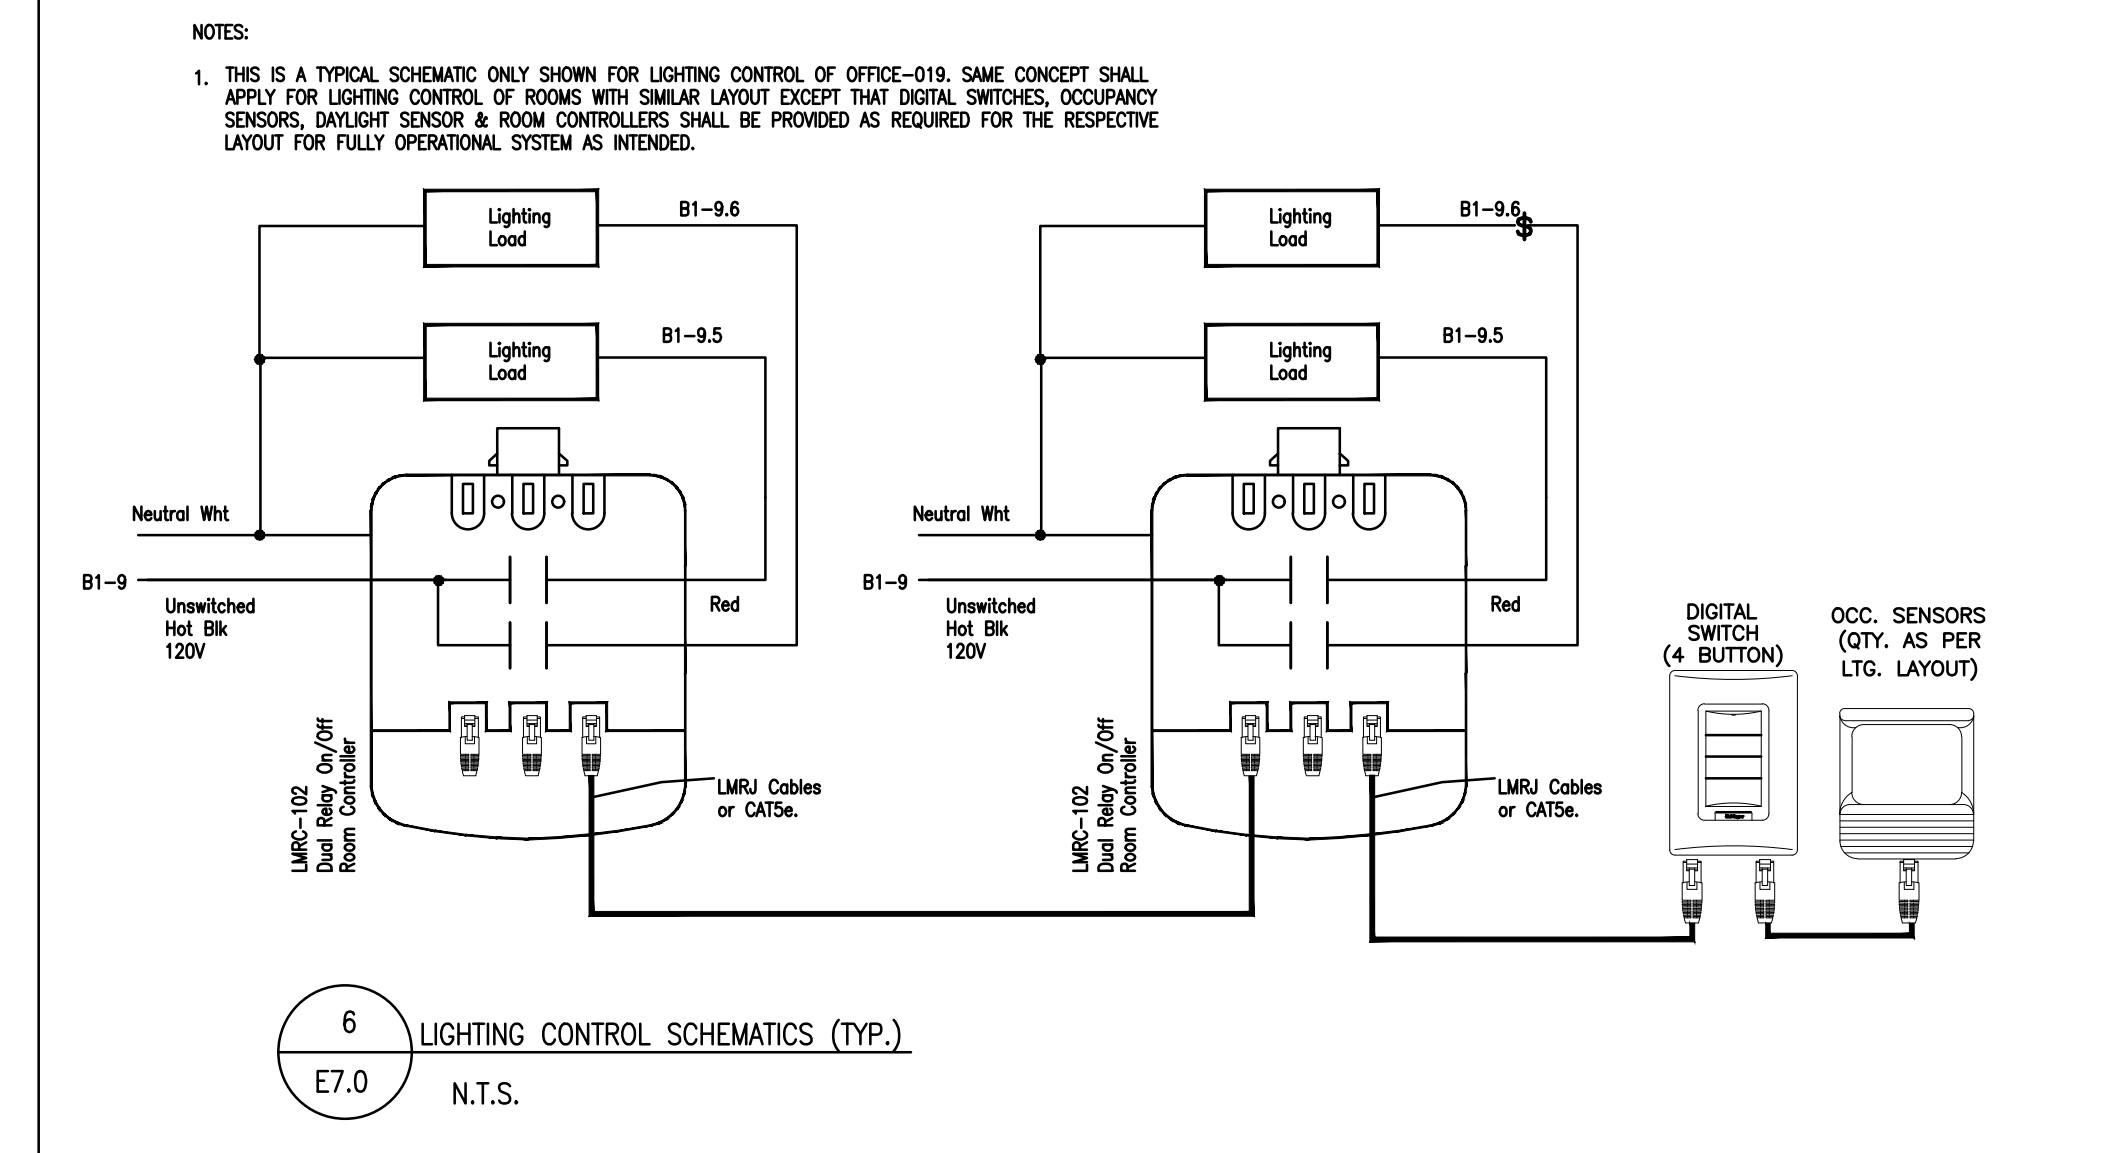 NOTES:
1. THIS IS A TYPICAL SCHEMATIC ONLY SHOWN FOR LIGHTING CONTROL OF OFFICE-019. SAME CONCEPT SHALL
APPLY FOR LIGHTING CONTROL OF ROOMS WITH SIMILAR LAYOUT EXCEPT THAT DIGITAL SWITCHES, OCCUPANCY
SENSORS, DAYLIGHT SENSOR & ROOM CONTROLLERS SHALL BE PROVIDED AS REQUIRED FOR THE RESPECTIVE
LAYOUT FOR FULLY OPERATIONAL SYSTEM AS INTENDED.
Lighting
Load
B1-9.6
Lighting
Load
B1-9.5
Neutral Wht
B1-9
Unswitched
Hot Blk
120V
Red
LMRC-102
Dual Relay On/Off
Room Controller
LMRJ Cables
or CAT5e.
Lighting
Load
B1-9.6
$
Lighting
Load
B1-9.5
Neutral Wht
B1-9
Unswitched
Hot Blk
120V
Red
LMRC-102
Dual Relay On/Off
Room Controller
LMRJ Cables
or CAT5e.
DIGITAL
SWITCH
(4 BUTTON)
OCC. SENSORS
(QTY. AS PER
LTG. LAYOUT)
6
E7.0
LIGHTING CONTROL SCHEMATICS (TYP.)
N.T.S.